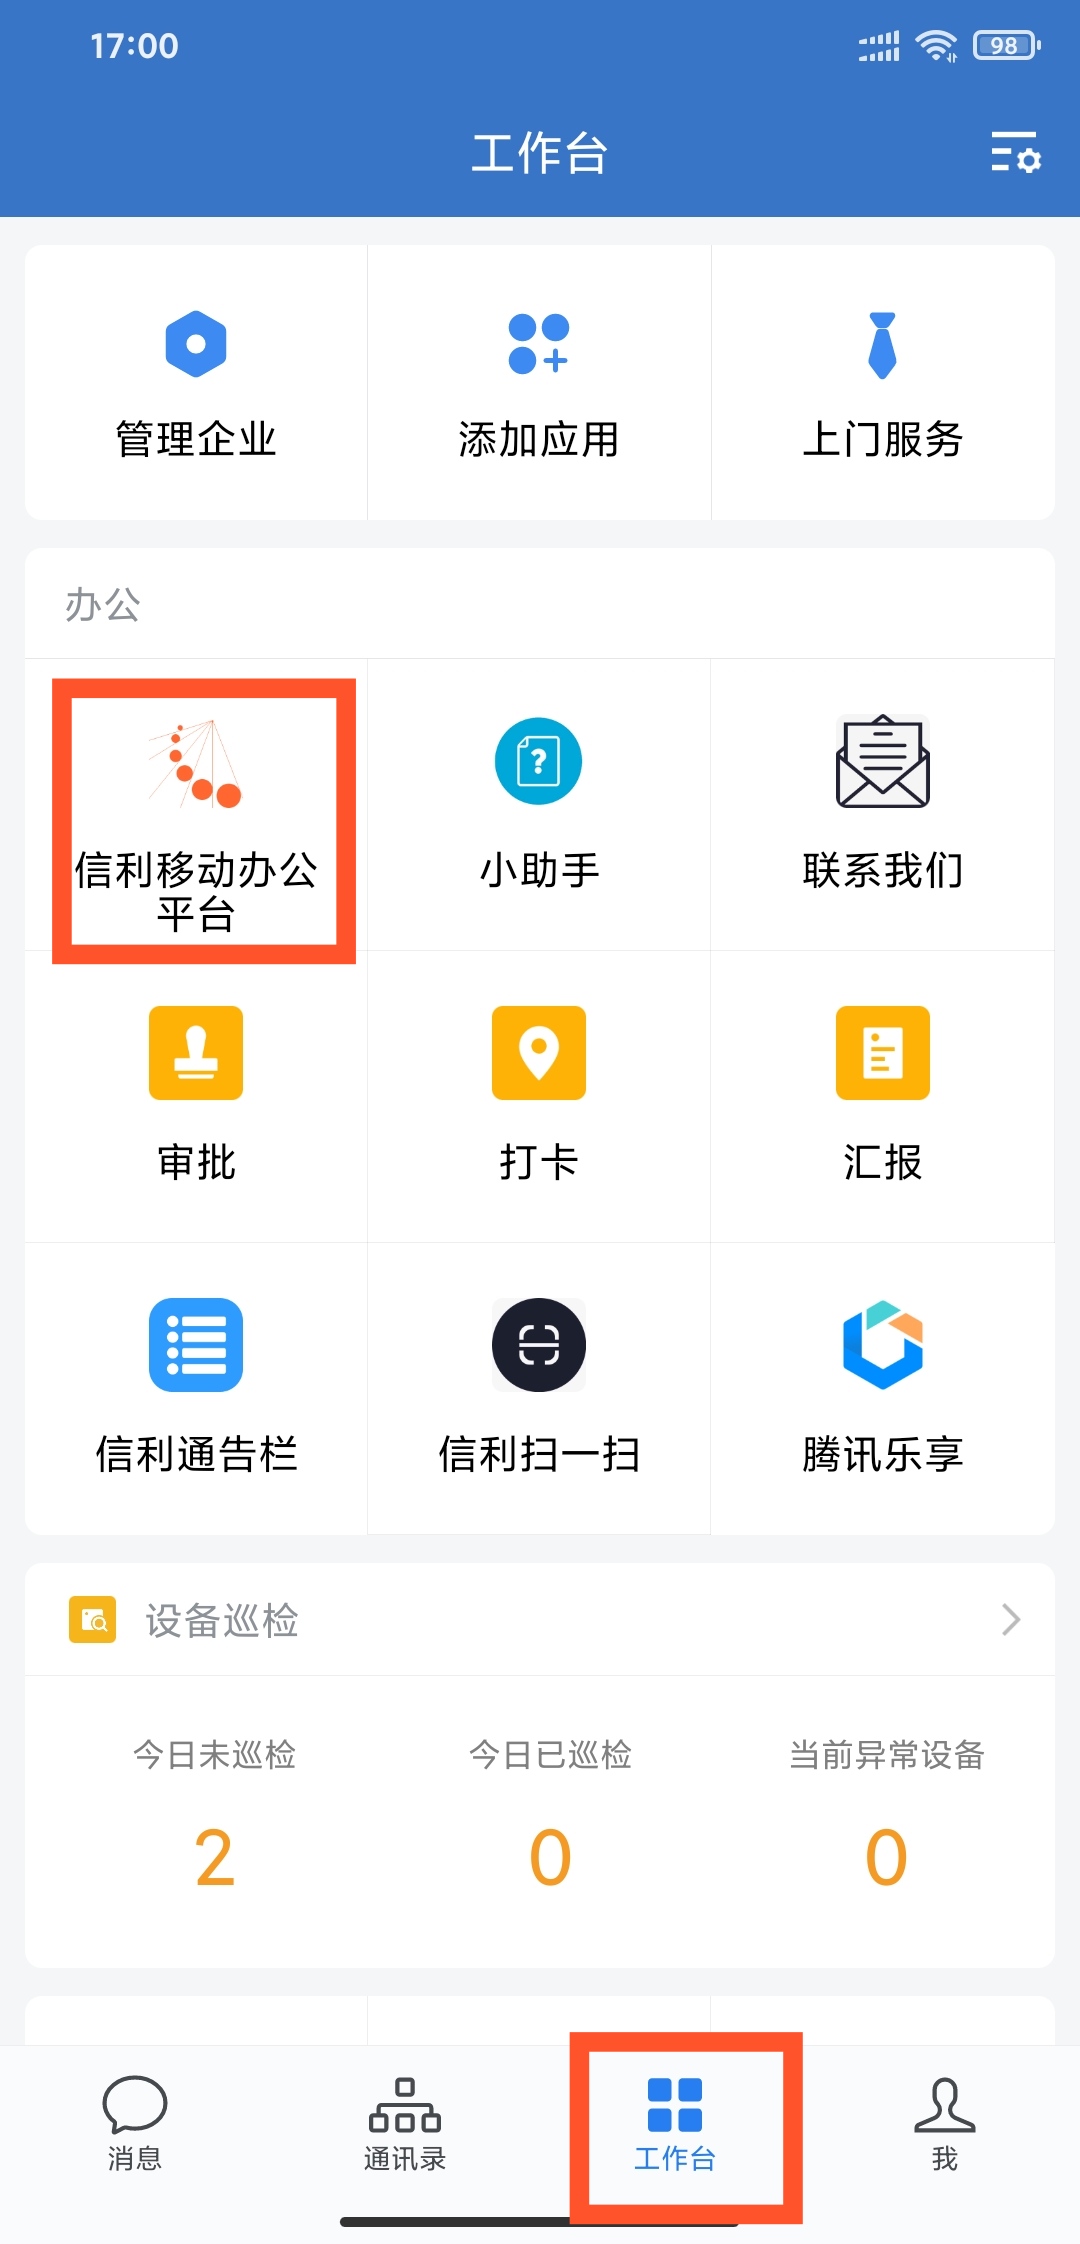 17:00
98
工作台
管理企业
添加应用
上门服务
办公
信利移动办公
平台
小助手
联系我们
审批
打卡
汇报
信利通告栏
信利扫一扫
腾讯乐享
设备巡检
今日未巡检
今日已巡检
当前异常设备
2
0
0
消息
通讯录
工作台
我